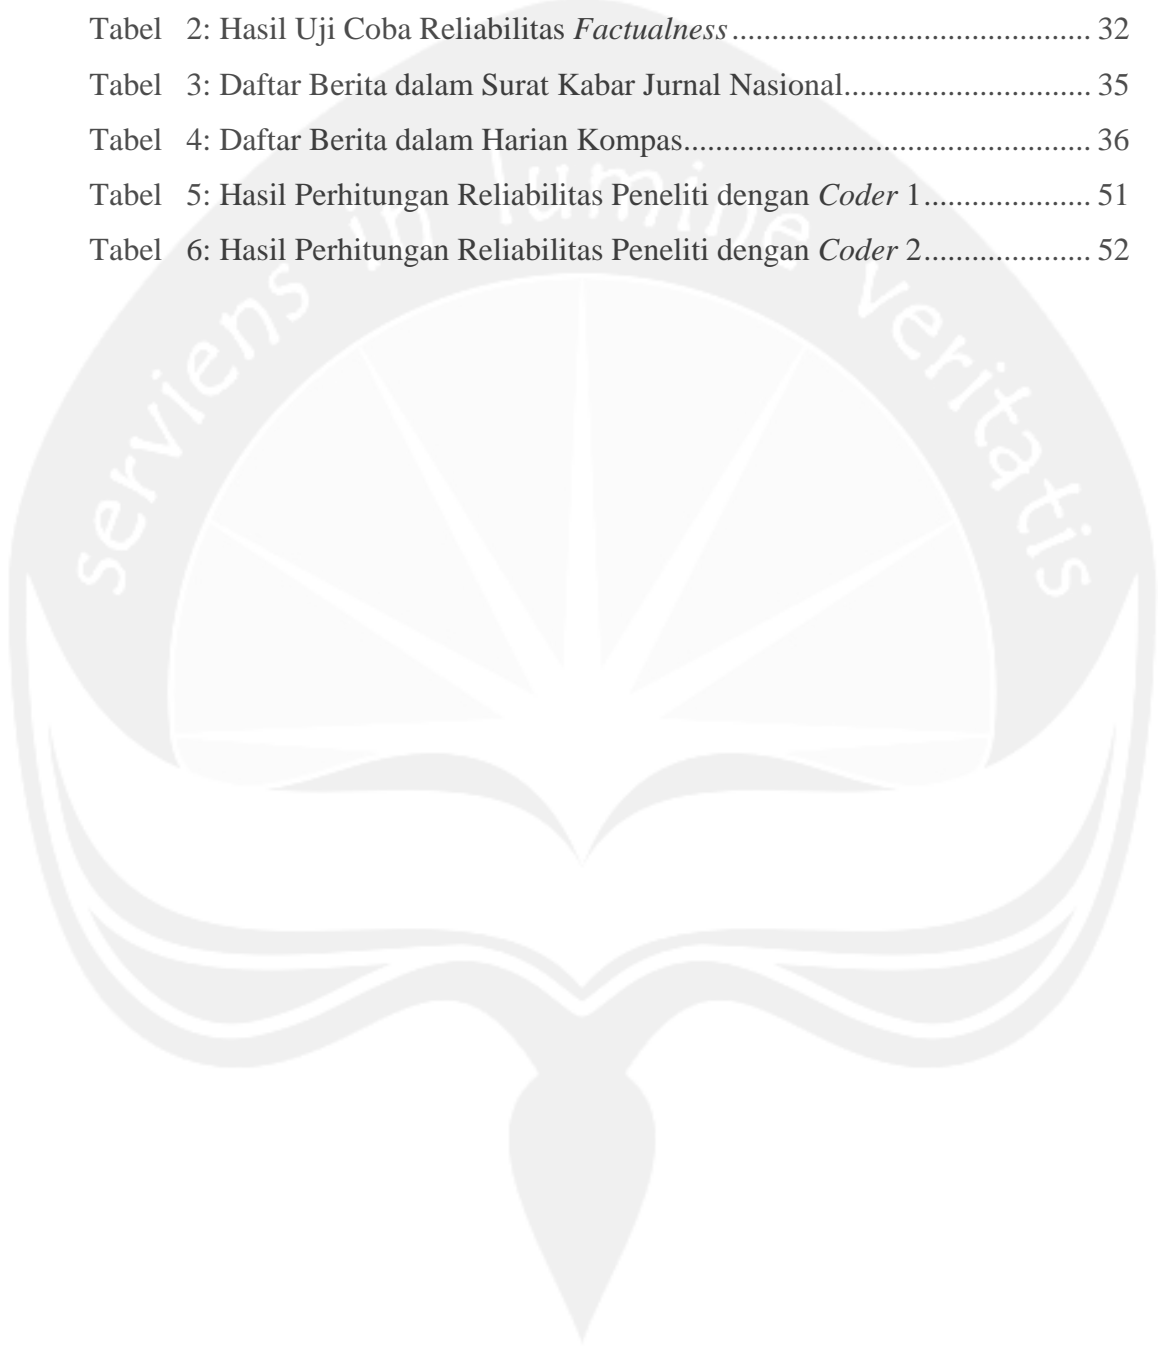 Tabel 2: Hasil Uji Coba Reliabilitas Factualness............................................ 32
Tabel 3: Daftar Berita dalam Surat Kabar Jurnal Nasional.............................. 35
Tabel 4: Daftar Berita dalam Harian Kompas................................................. 36
Tabel 5: Hasil Perhitungan Reliabilitas Peneliti dengan Coder 1.................... 51
Tabel 6: Hasil Perhitungan Reliabilitas Peneliti dengan Coder 2.................... 52
serviens in lumine veritatis